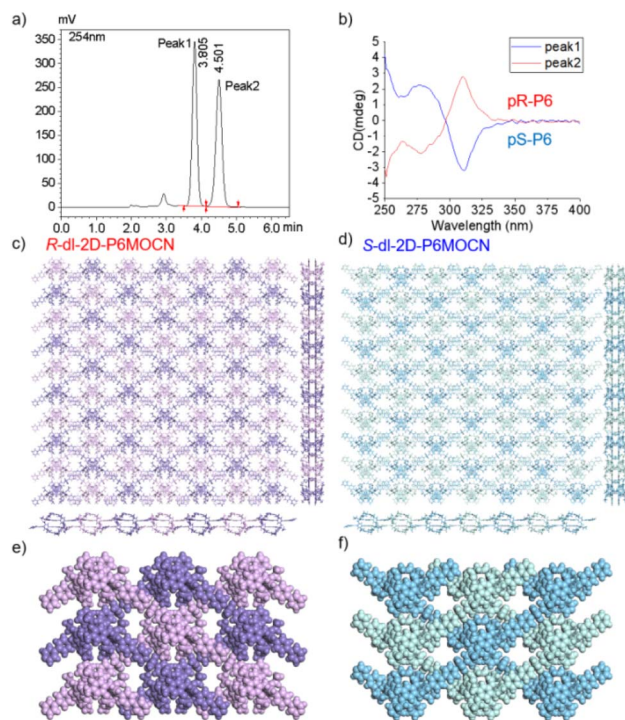 a)
mV
254nm
350
300
250
200
150
100
50
0
Peak1
3.805
4.501
Peak2
0.0 1.0 2.0 3.0 4.0 5.0 6.0 min
b)
peak1
peak2
CD(mdeg)
5
4
3
2
1
0
-1
-2
-3
-4
pR-P6
pS-P6
250 275 300 325 350 375 400
Wavelength (nm)
c) R-dl-2D-P6MOCN
d) S-dl-2D-P6MOCN
e)
f)